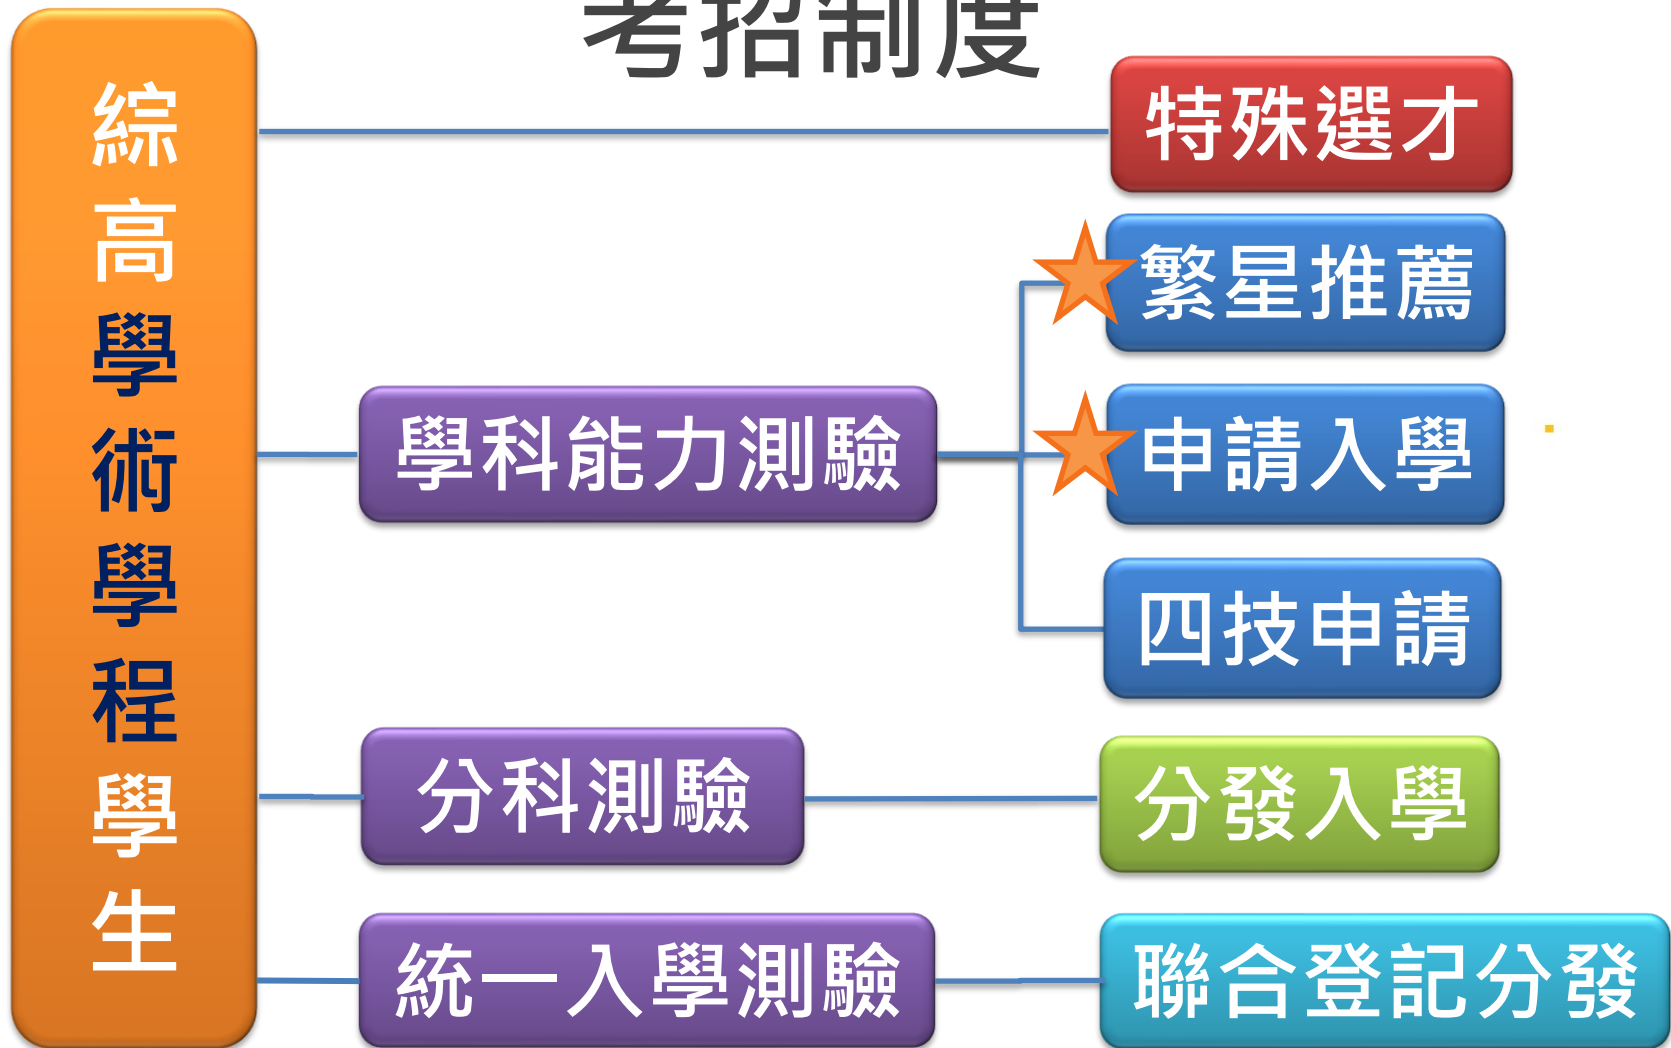 考招制度
綜高學術學程學生
特殊選才
繁星推薦
學科能力測驗
申請入學
四技申請
分科測驗
分發入學
統一入學測驗
聯合登記分發